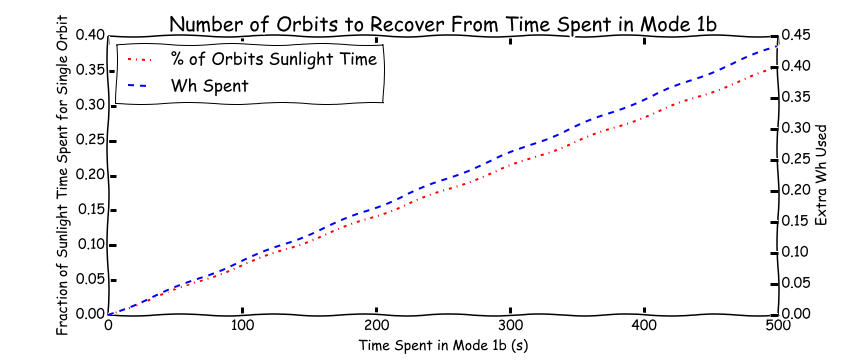 Number of Orbits to Recover From Time Spent in Mode 1b
% of Orbits Sunlight Time
Wh Spent
Fraction of Sunlight Time Spent for Single Orbit
0.40
0.35
0.30
0.25
0.20
0.15
0.10
0.05
0.00
0.45
0.40
0.35
0.30
0.25
0.20
0.15
0.10
0.05
0.00
Extra Wh Used
0 100 200 300 400 500
Time Spent in Mode 1b (s)